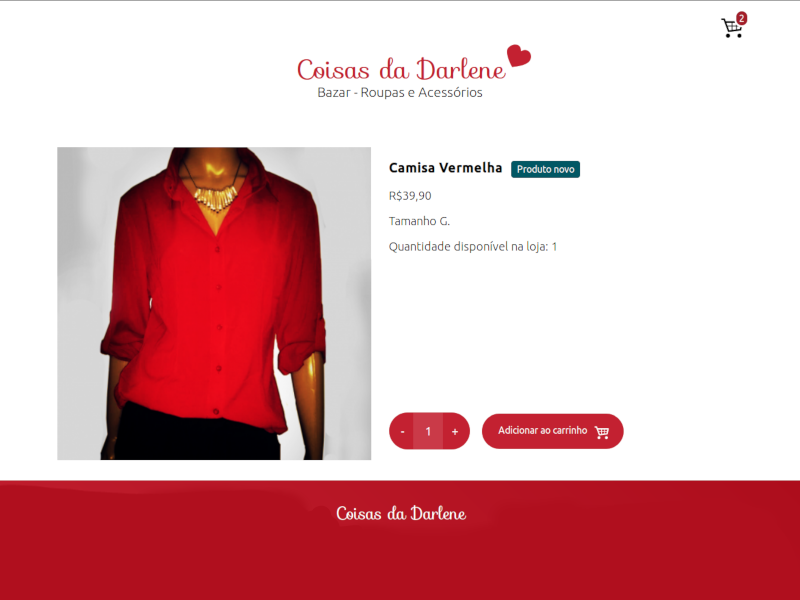 2
Coisas da Darlene
Bazar - Roupas e Acessórios
Camisa Vermelha Produto novo
R$39,90
Tamanho G.
Quantidade disponível na loja: 1
- 1 + Adicionar ao carrinho
Coisas da Darlene